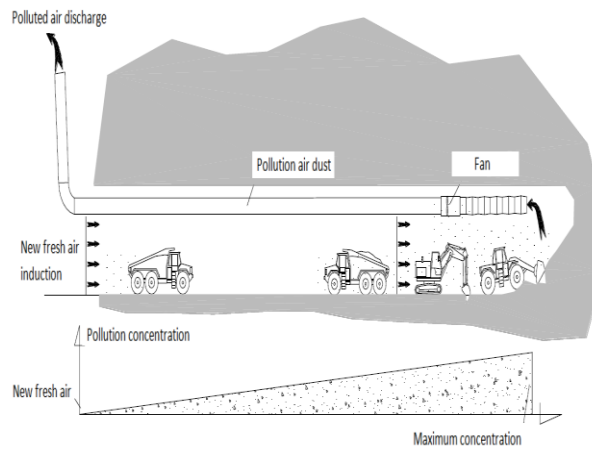 Polluted air discharge
Pollution air dust
Fan
New fresh air
induction
Pollution concentration
New fresh air
Maximum concentration